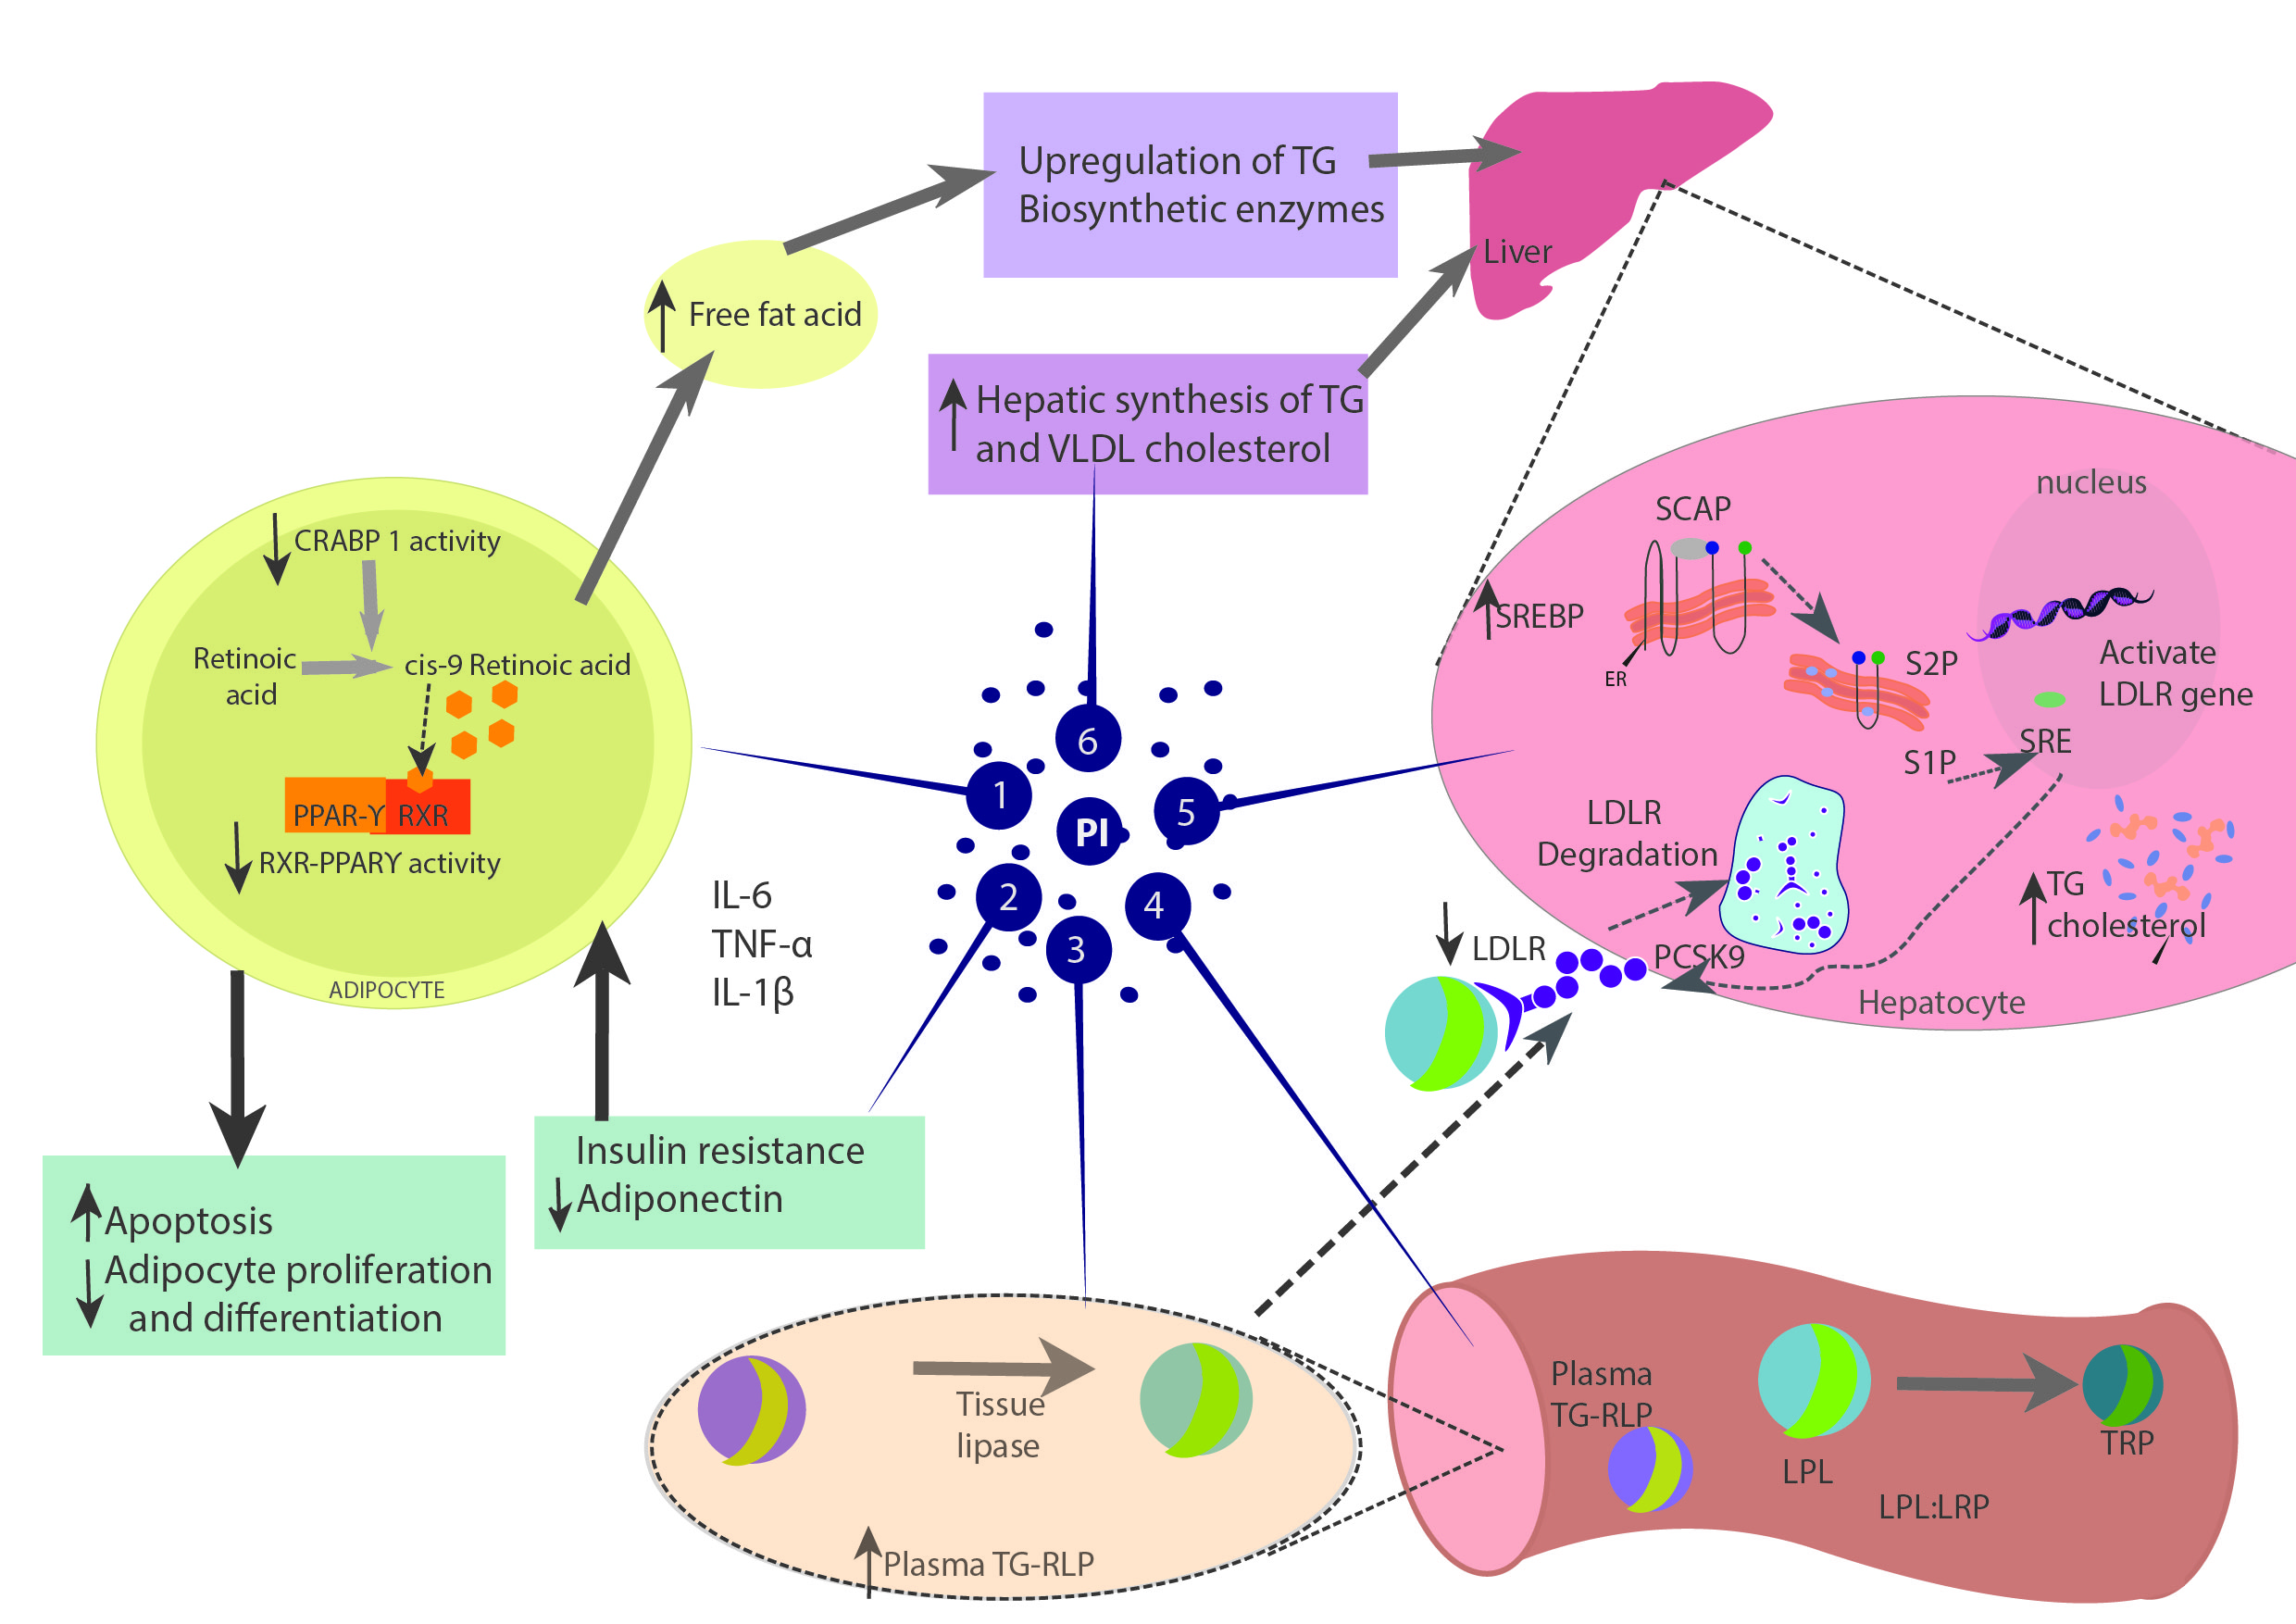 Upregulation of TG
Biosynthetic enzymes
Liver
Free fat acid
Hepatic synthesis of TG
and VLDL cholesterol
CRABP 1 activity
Retinoic
acid
cis-9 Retinoic acid
PPAR-ϒ
RXR
RXR-PPARϒ activity
ADIPOCYTE
IL-6
TNF-α
IL-1β
6
1
5
PI
2
4
3
nucleus
SCAP
SREBP
ER
S2P
Activate
LDLR gene
SRE
S1P
LDLR
Degradation
TG
cholesterol
LDLR
PCSK9
Hepatocyte
Insulin resistance
Adiponectin
Apoptosis
Adipocyte proliferation
and differentiation
Tissue
lipase
Plasma TG-RLP
Plasma
TG-RLP
LPL
LPL:LRP
TRP